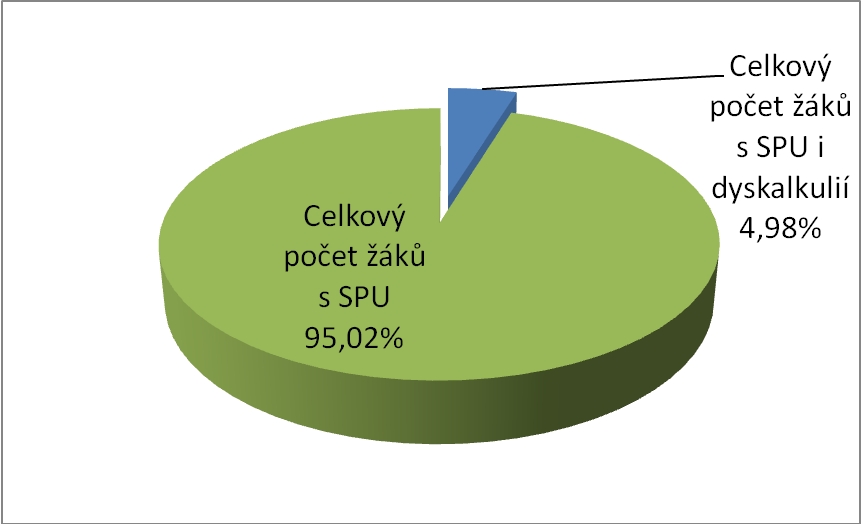 Celkový
počet žáků
s SPU i
dyskalkulií
4,98%
Celkový
počet žáků
s SPU
95,02%